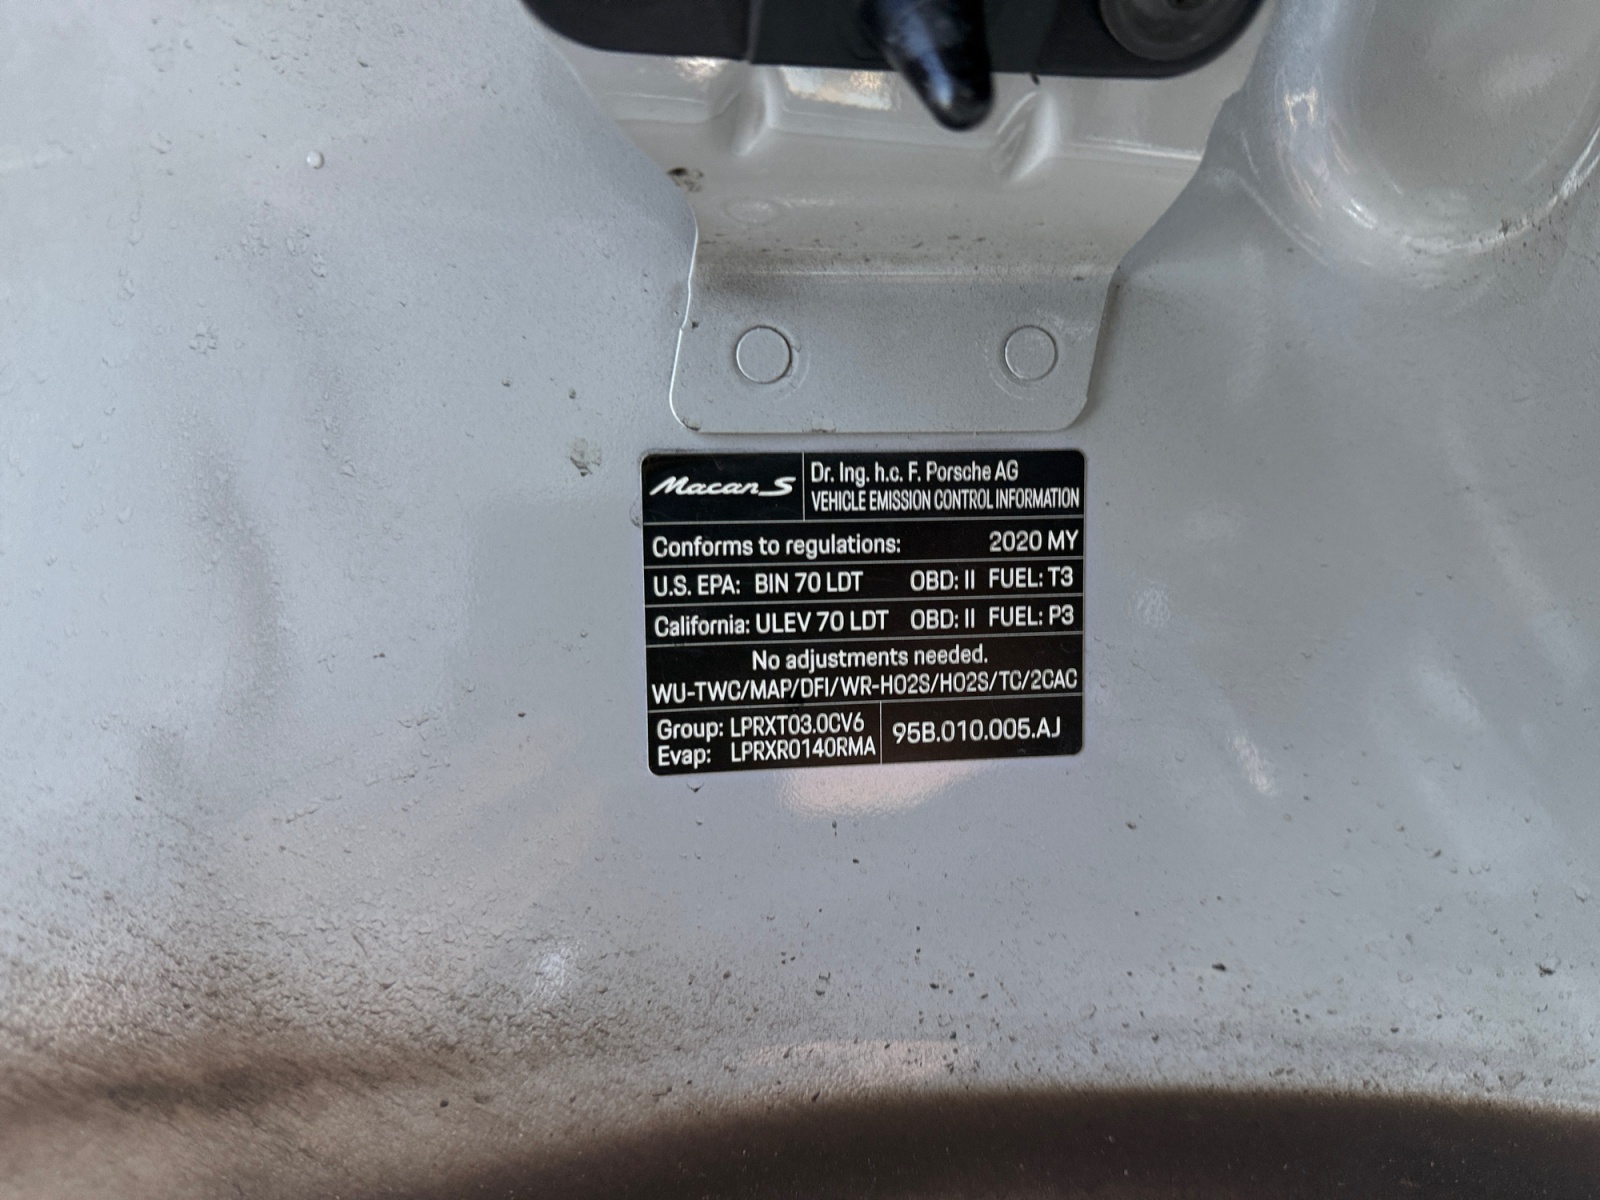 Macan S
Dr. Ing. h.c. F. Porsche AG
VEHICLE EMISSION CONTROL INFORMATION
Conforms to regulations: 2020 MY
U.S. EPA: BIN 70 LDT OBD: II FUEL: T3
California: ULEV 70 LDT OBD: II FUEL: P3
No adjustments needed.
WU-TWC/MAP/DFI/WR-HO2S/HO2S/TC/2CAC
Group: LPRXT03.0CV6
Evap: LPRXR0140RMA
95B.010.005.AJ